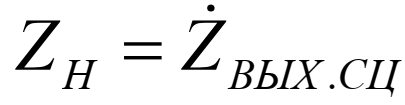 Z_Н = Ż_ВЫХ.СЦ